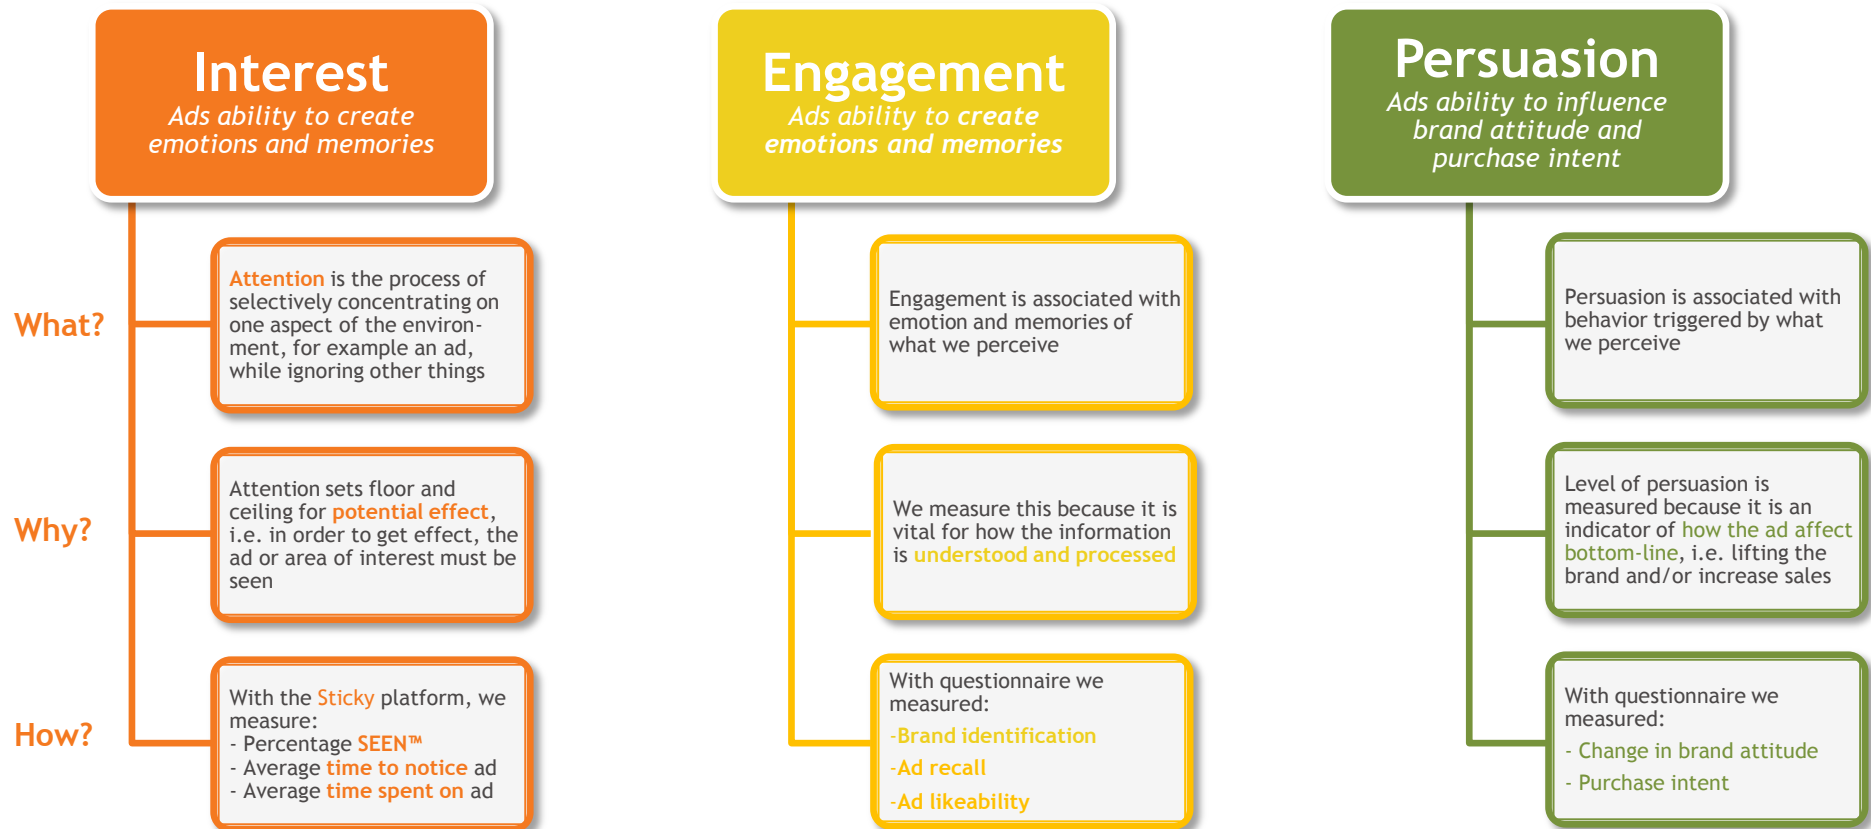 Interest
Ads ability to create
emotions and memories
Engagement
Ads ability to create
emotions and memories
Persuasion
Ads ability to influence
brand attitude and
purchase intent
What?
Attention is the process of
selectively concentrating on
one aspect of the environ-
ment, for example an ad,
while ignoring other things
Engagement is associated with
emotion and memories of
what we perceive
Persuasion is associated with
behavior triggered by what
we perceive
Why?
Attention sets floor and
ceiling for potential effect,
i.e. in order to get effect, the
ad or area of interest must be
seen
We measure this because it is
vital for how the information
is understood and processed
Level of persuasion is
measured because it is an
indicator of how the ad affect
bottom-line, i.e. lifting the
brand and/or increase sales
How?
With the Sticky platform, we
measure:
- Percentage SEEN™
- Average time to notice ad
- Average time spent on ad
With questionnaire we
measured:
-Brand identification
-Ad recall
-Ad likeability
With questionnaire we
measured:
- Change in brand attitude
- Purchase intent